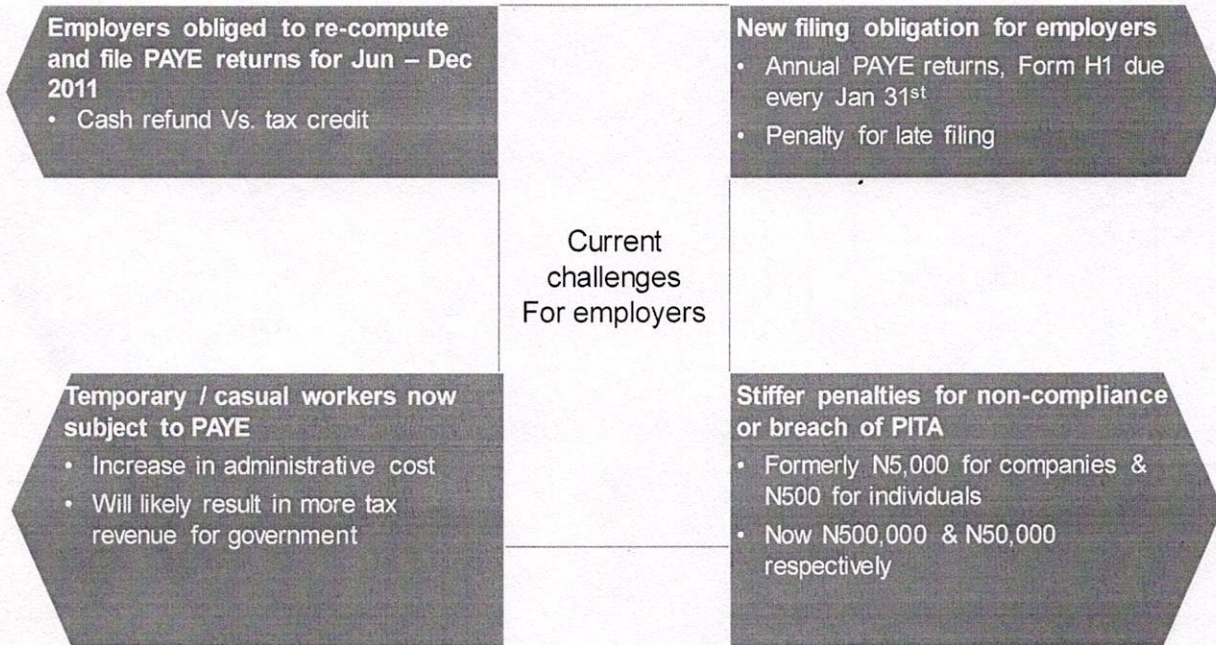 Employers obliged to re-compute
and file PAYE returns for Jun – Dec
2011
• Cash refund Vs. tax credit
New filing obligation for employers
• Annual PAYE returns, Form H1 due
every Jan 31st
• Penalty for late filing
Current
challenges
For employers
Temporary / casual workers now
subject to PAYE
• Increase in administrative cost
• Will likely result in more tax
revenue for government
Stiffer penalties for non-compliance
or breach of PITA
• Formerly N5,000 for companies &
N500 for individuals
• Now N500,000 & N50,000
respectively